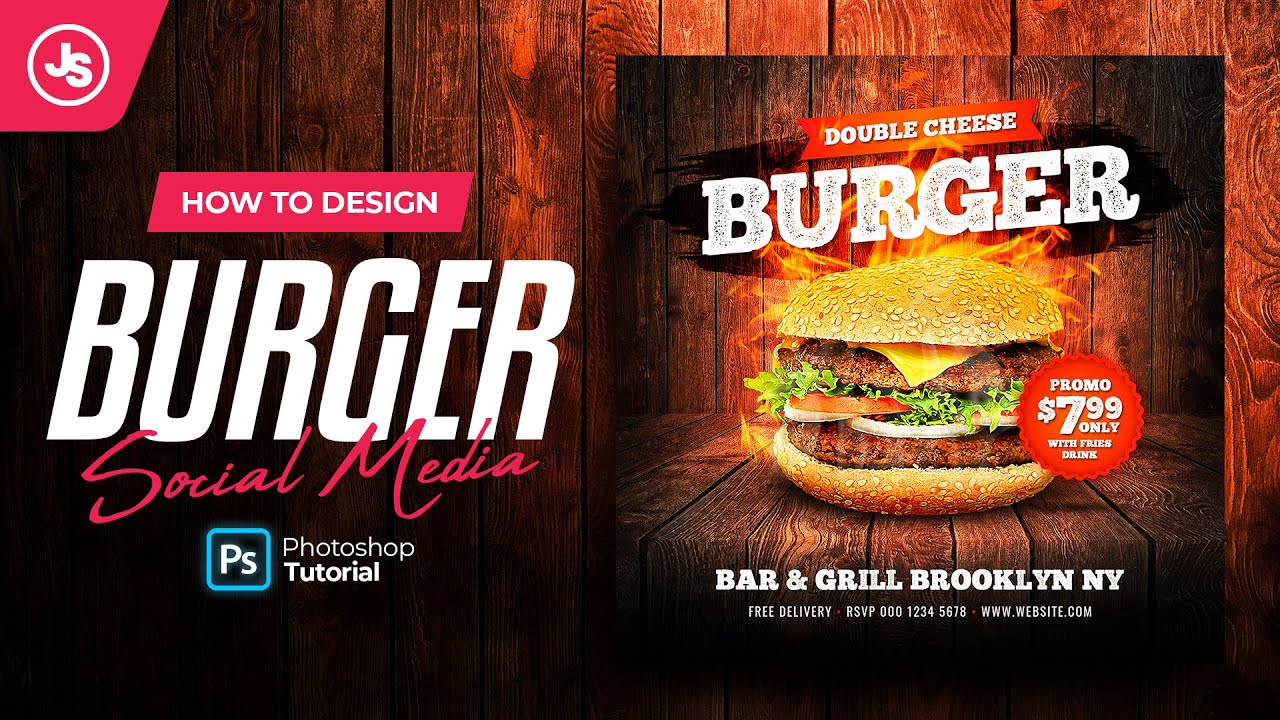 JS
HOW TO DESIGN
BURGER
Social Media
Ps
Photoshop
Tutorial
DOUBLE CHEESE
BURGER
PROMO
$7.99
ONLY
WITH FRIES
DRINK
BAR & GRILL BROOKLYN NY
FREE DELIVERY • RSVP 000 1234 5678 • WWW.WEBSITE.COM